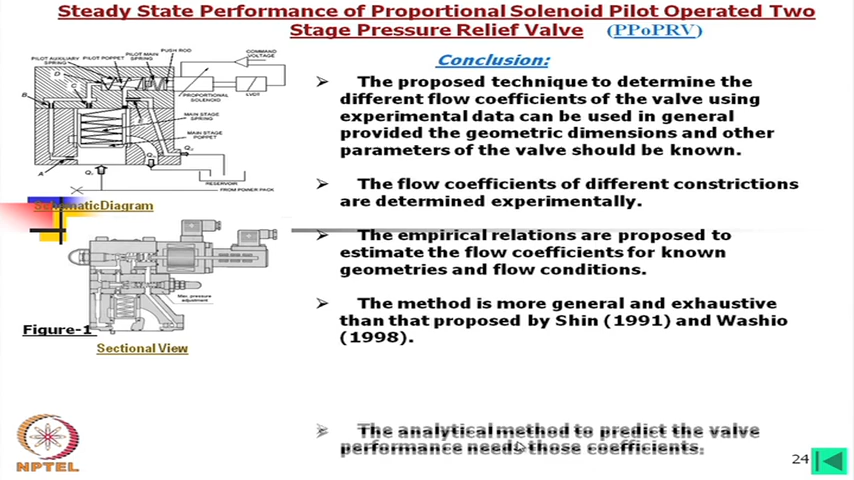 Steady State Performance of Proportional Solenoid Pilot Operated Two
Stage Pressure Relief Valve (PPoPRV)
PILOT AUXILIARY SPRING
PILOT POPPET
PILOT MAIN SPRING
PUSH ROD
COMMAND VOLTAGE
D
C
B
PROPORTIONAL SOLENOID
LVDT
MAIN STAGE SPRING
MAIN STAGE POPPET
A
RESERVOIR
FROM POWER PACK
Schematic Diagram
Max. pressure adjustment
Figure-1
Sectional View
Conclusion:
The proposed technique to determine the
different flow coefficients of the valve using
experimental data can be used in general
provided the geometric dimensions and other
parameters of the valve should be known.
The flow coefficients of different constrictions
are determined experimentally.
The empirical relations are proposed to
estimate the flow coefficients for known
geometries and flow conditions.
The method is more general and exhaustive
than that proposed by Shin (1991) and Washio
(1998).
The analytical method to predict the valve
performance needs those coefficients.
NPTEL
24